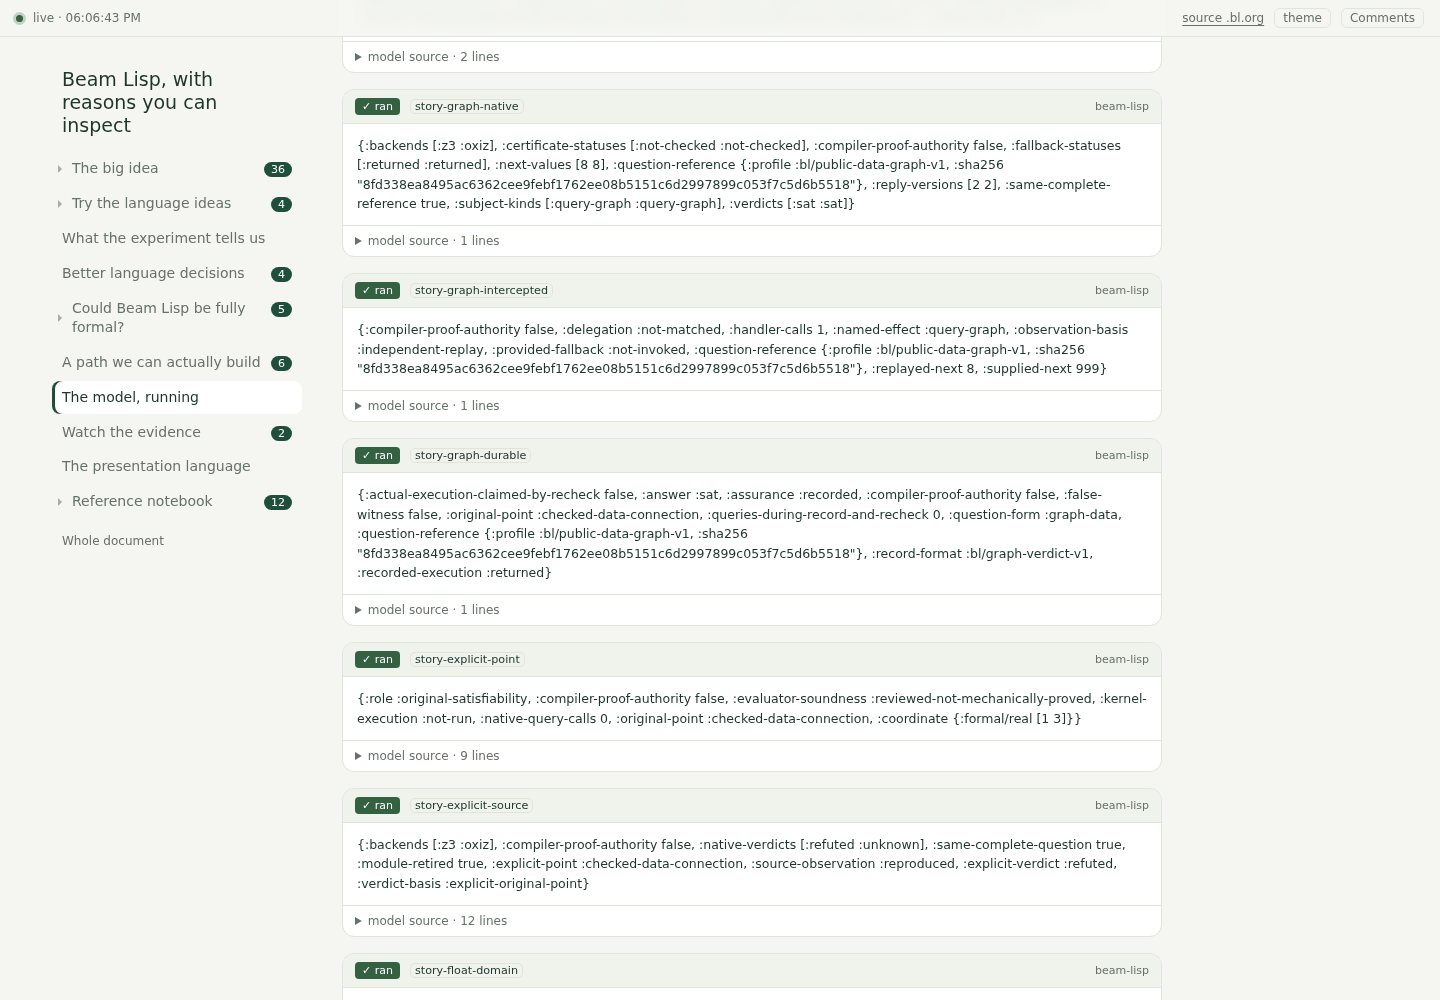 live · 06:06:43 PM
source .bl.org
theme
Comments
Beam Lisp, with
reasons you can
inspect
The big idea
36
Try the language ideas
4
What the experiment tells us
Better language decisions
4
Could Beam Lisp be fully
formal?
5
A path we can actually build
6
The model, running
Watch the evidence
2
The presentation language
Reference notebook
12
Whole document
▶ model source · 2 lines
✓ ran
story-graph-native
beam-lisp
{:backends [:z3 :oxiz], :certificate-statuses [:not-checked :not-checked], :compiler-proof-authority false, :fallback-statuses
[:returned :returned], :next-values [8 8], :question-reference {:profile :bl/public-data-graph-v1, :sha256
"8fd338ea8495ac6362cee9febf1762ee08b5151c6d2997899c053f7c5d6b5518"}, :reply-versions [2 2], :same-complete-
reference true, :subject-kinds [:query-graph :query-graph], :verdicts [:sat :sat]}
▶ model source · 1 lines
✓ ran
story-graph-intercepted
beam-lisp
{:compiler-proof-authority false, :delegation :not-matched, :handler-calls 1, :named-effect :query-graph, :observation-basis
:independent-replay, :provided-fallback :not-invoked, :question-reference {:profile :bl/public-data-graph-v1, :sha256
"8fd338ea8495ac6362cee9febf1762ee08b5151c6d2997899c053f7c5d6b5518"}, :replayed-next 8, :supplied-next 999}
▶ model source · 1 lines
✓ ran
story-graph-durable
beam-lisp
{:actual-execution-claimed-by-recheck false, :answer :sat, :assurance :recorded, :compiler-proof-authority false, :false-
witness false, :original-point :checked-data-connection, :queries-during-record-and-recheck 0, :question-form :graph-data,
:question-reference {:profile :bl/public-data-graph-v1, :sha256
"8fd338ea8495ac6362cee9febf1762ee08b5151c6d2997899c053f7c5d6b5518"}, :record-format :bl/graph-verdict-v1,
:recorded-execution :returned}
▶ model source · 1 lines
✓ ran
story-explicit-point
beam-lisp
{:role :original-satisfiability, :compiler-proof-authority false, :evaluator-soundness :reviewed-not-mechanically-proved, :kernel-
execution :not-run, :native-query-calls 0, :original-point :checked-data-connection, :coordinate {:formal/real [1 3]}}
▶ model source · 9 lines
✓ ran
story-explicit-source
beam-lisp
{:backends [:z3 :oxiz], :compiler-proof-authority false, :native-verdicts [:refuted :unknown], :same-complete-question true,
:module-retired true, :explicit-point :checked-data-connection, :source-observation :reproduced, :explicit-verdict :refuted,
:verdict-basis :explicit-original-point}
▶ model source · 12 lines
✓ ran
story-float-domain
beam-lisp